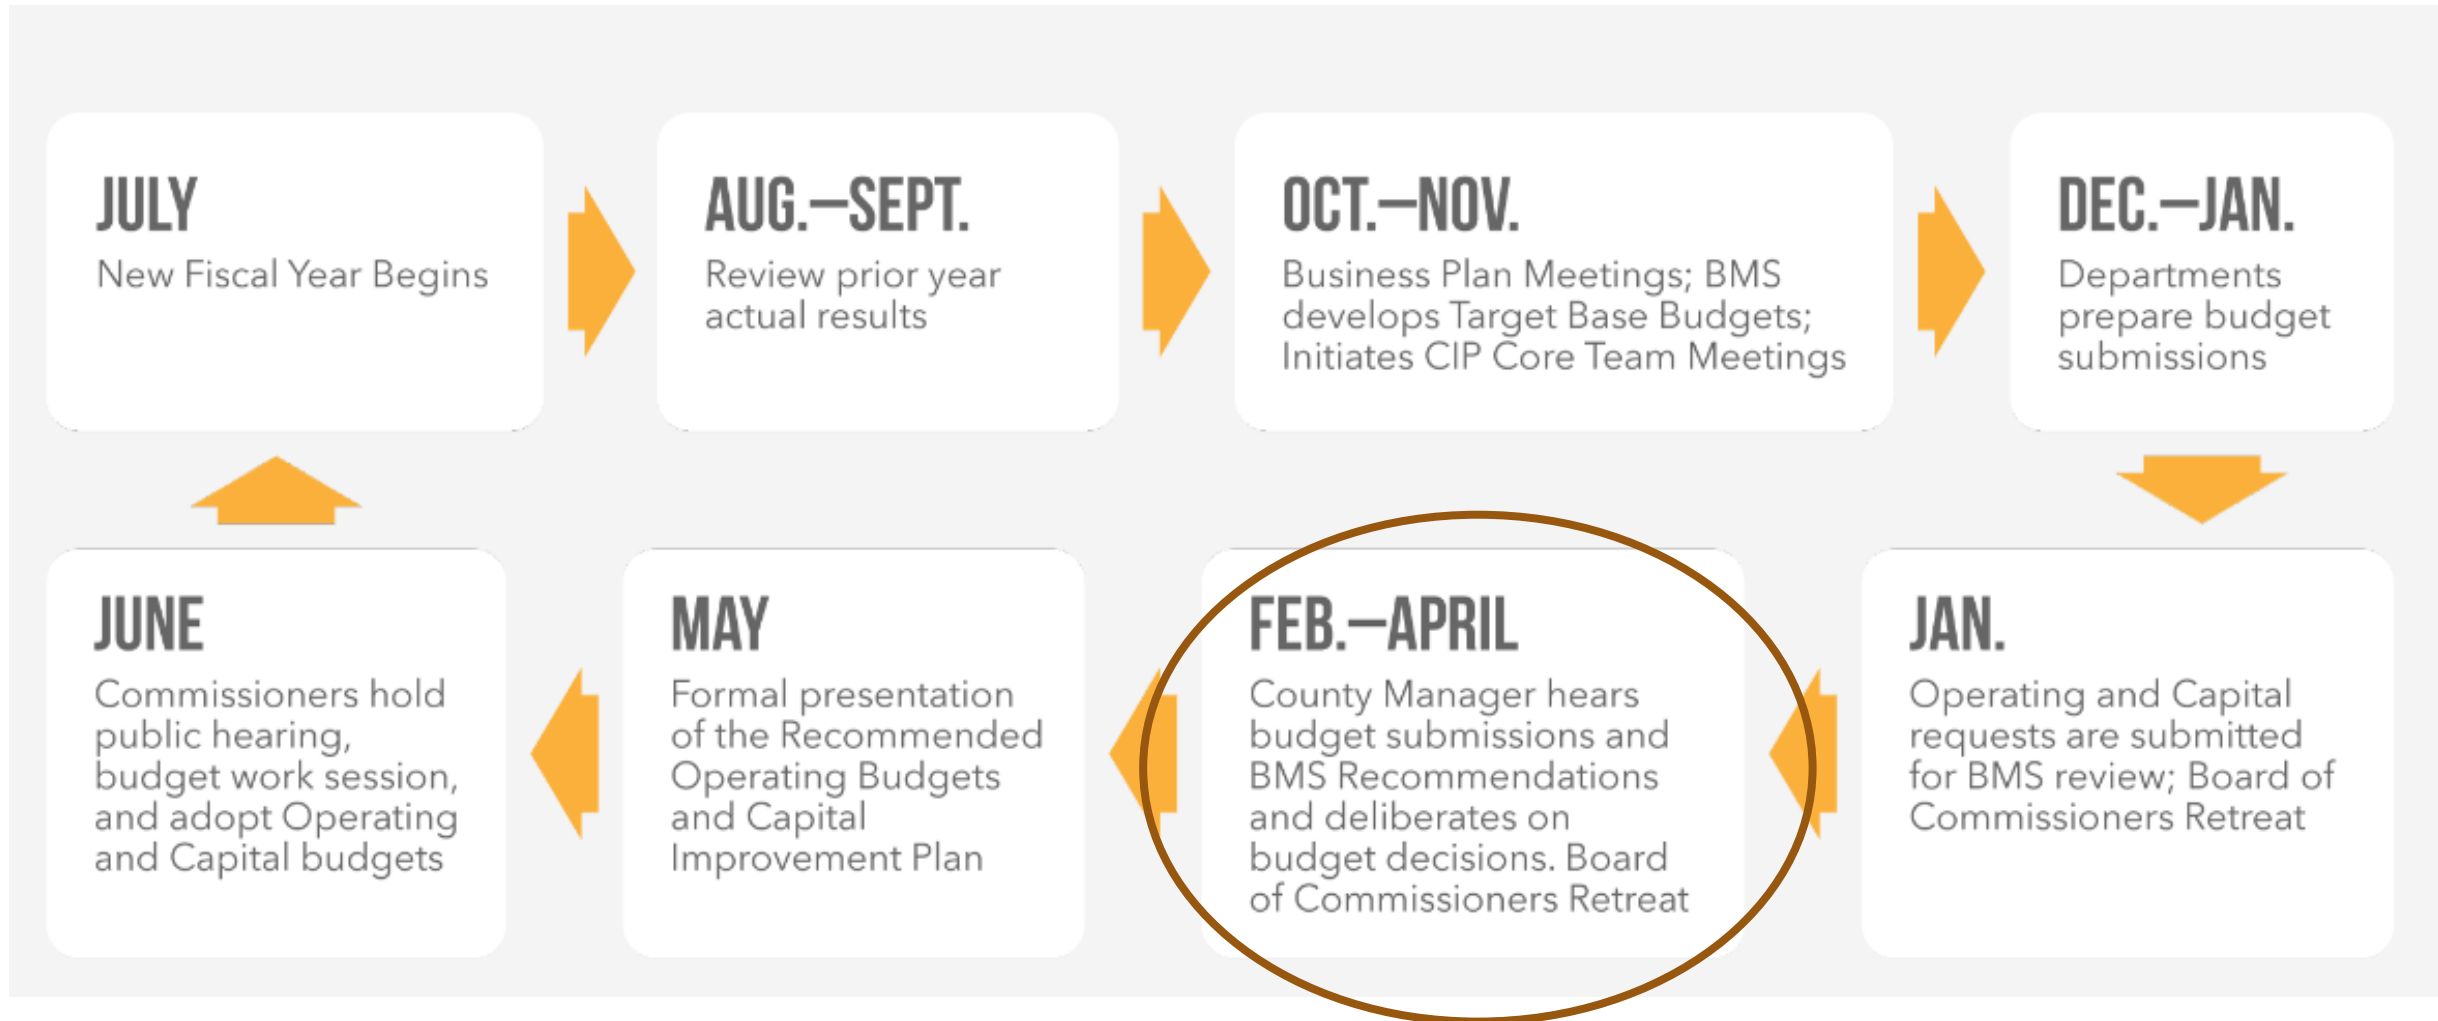 JULY
New Fiscal Year Begins
AUG.–SEPT.
Review prior year
actual results
OCT.–NOV.
Business Plan Meetings; BMS
develops Target Base Budgets;
Initiates CIP Core Team Meetings
DEC.–JAN.
Departments
prepare budget
submissions
JAN.
Operating and Capital
requests are submitted
for BMS review; Board of
Commissioners Retreat
FEB.–APRIL
County Manager hears
budget submissions and
BMS Recommendations
and deliberates on
budget decisions. Board
of Commissioners Retreat
MAY
Formal presentation
of the Recommended
Operating Budgets
and Capital
Improvement Plan
JUNE
Commissioners hold
public hearing,
budget work session,
and adopt Operating
and Capital budgets